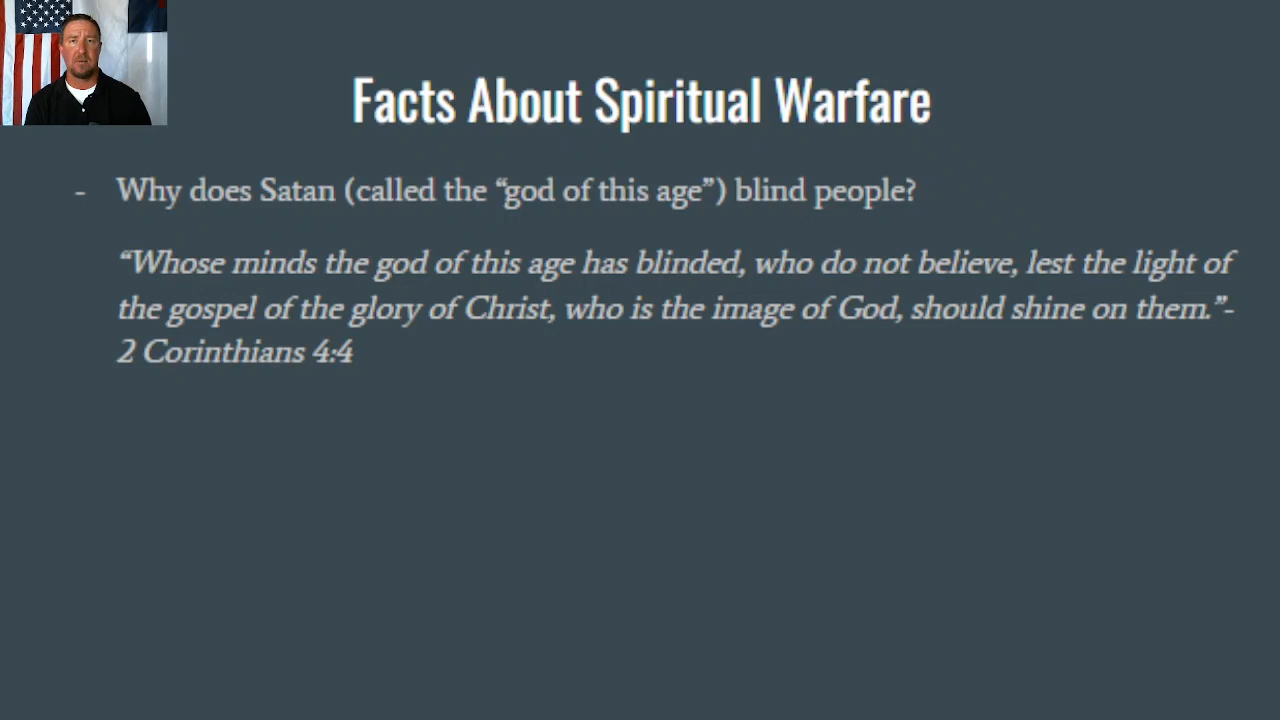 Facts About Spiritual Warfare
- Why does Satan (called the “god of this age”) blind people?
“Whose minds the god of this age has blinded, who do not believe, lest the light of
the gospel of the glory of Christ, who is the image of God, should shine on them.”-
2 Corinthians 4:4